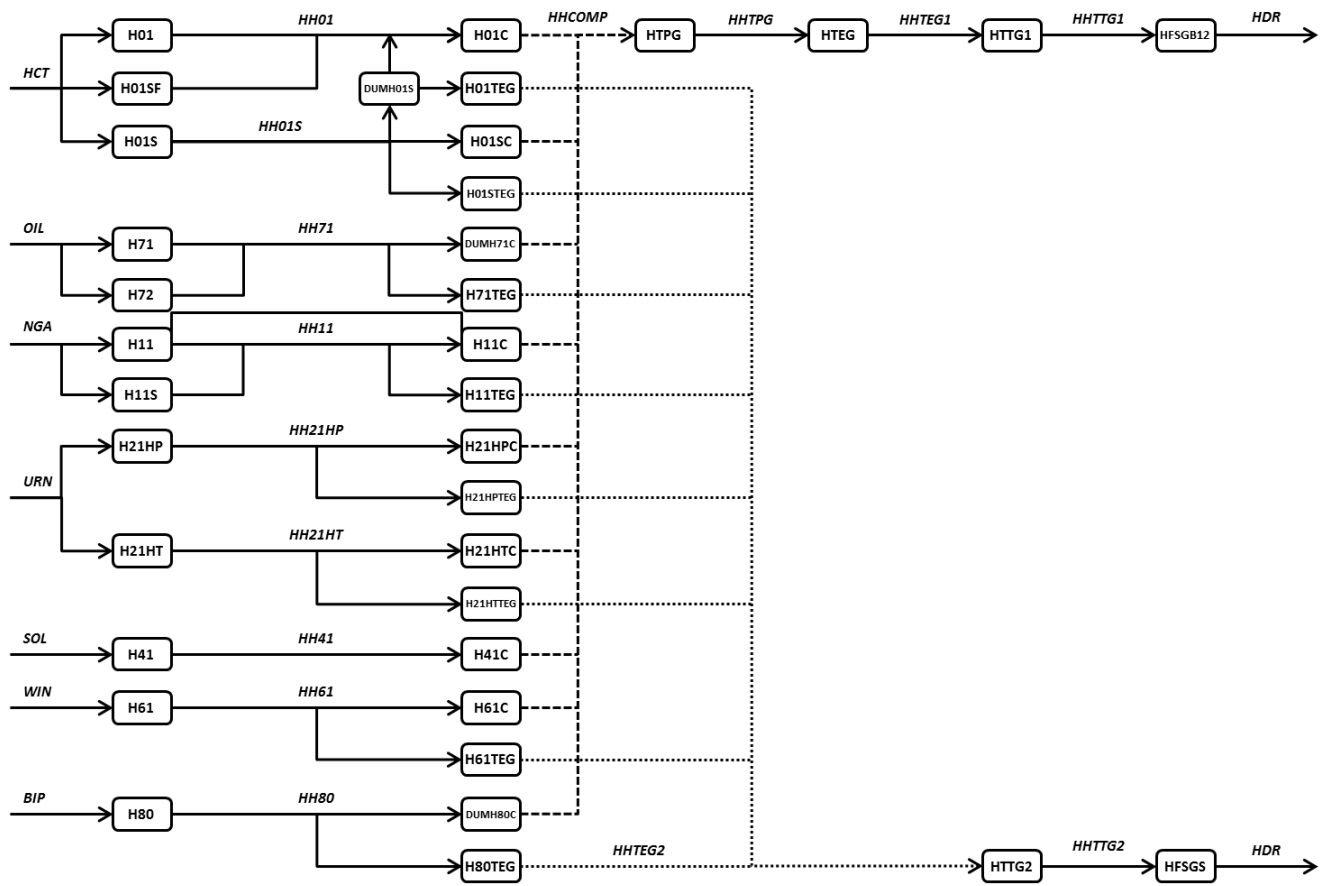 HH01 HHCOMP HHTPG HHTEG1 HHTTG1 HDR
H01 H01C HTPG HTEG HTTG1 HFSGB12
HCT
H01SF DUMH01S H01TEG
HH01S
H01S H01SC
H01STEG
OIL HH71
H71 DUMH71C
H72 H71TEG
NGA HH11
H11 H11C
H11S H11TEG
HH21HP
H21HP H21HPC
URN
H21HPTEG
HH21HT
H21HT H21HTC
H21HTTEG
SOL HH41
H41 H41C
WIN HH61
H61 H61C
H61TEG
BIP HH80
H80 DUMH80C
HHTEG2 HHTTG2 HDR
H80TEG HTTG2 HFSGS